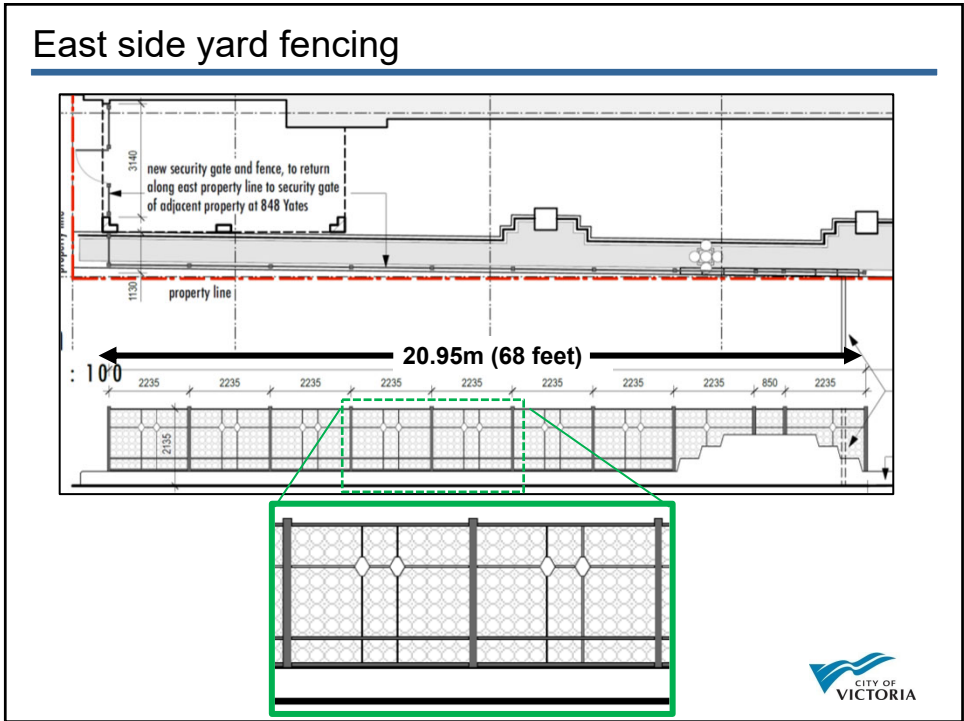 East side yard fencing
3140
new security gate and fence, to return
along east property line to security gate
of adjacent property at 848 Yates
property line
1130
property line
20.95m (68 feet)
: 100
2235 2235 2235 2235 2235 2235 2235 2235 850 2235
2135
CITY OF
VICTORIA